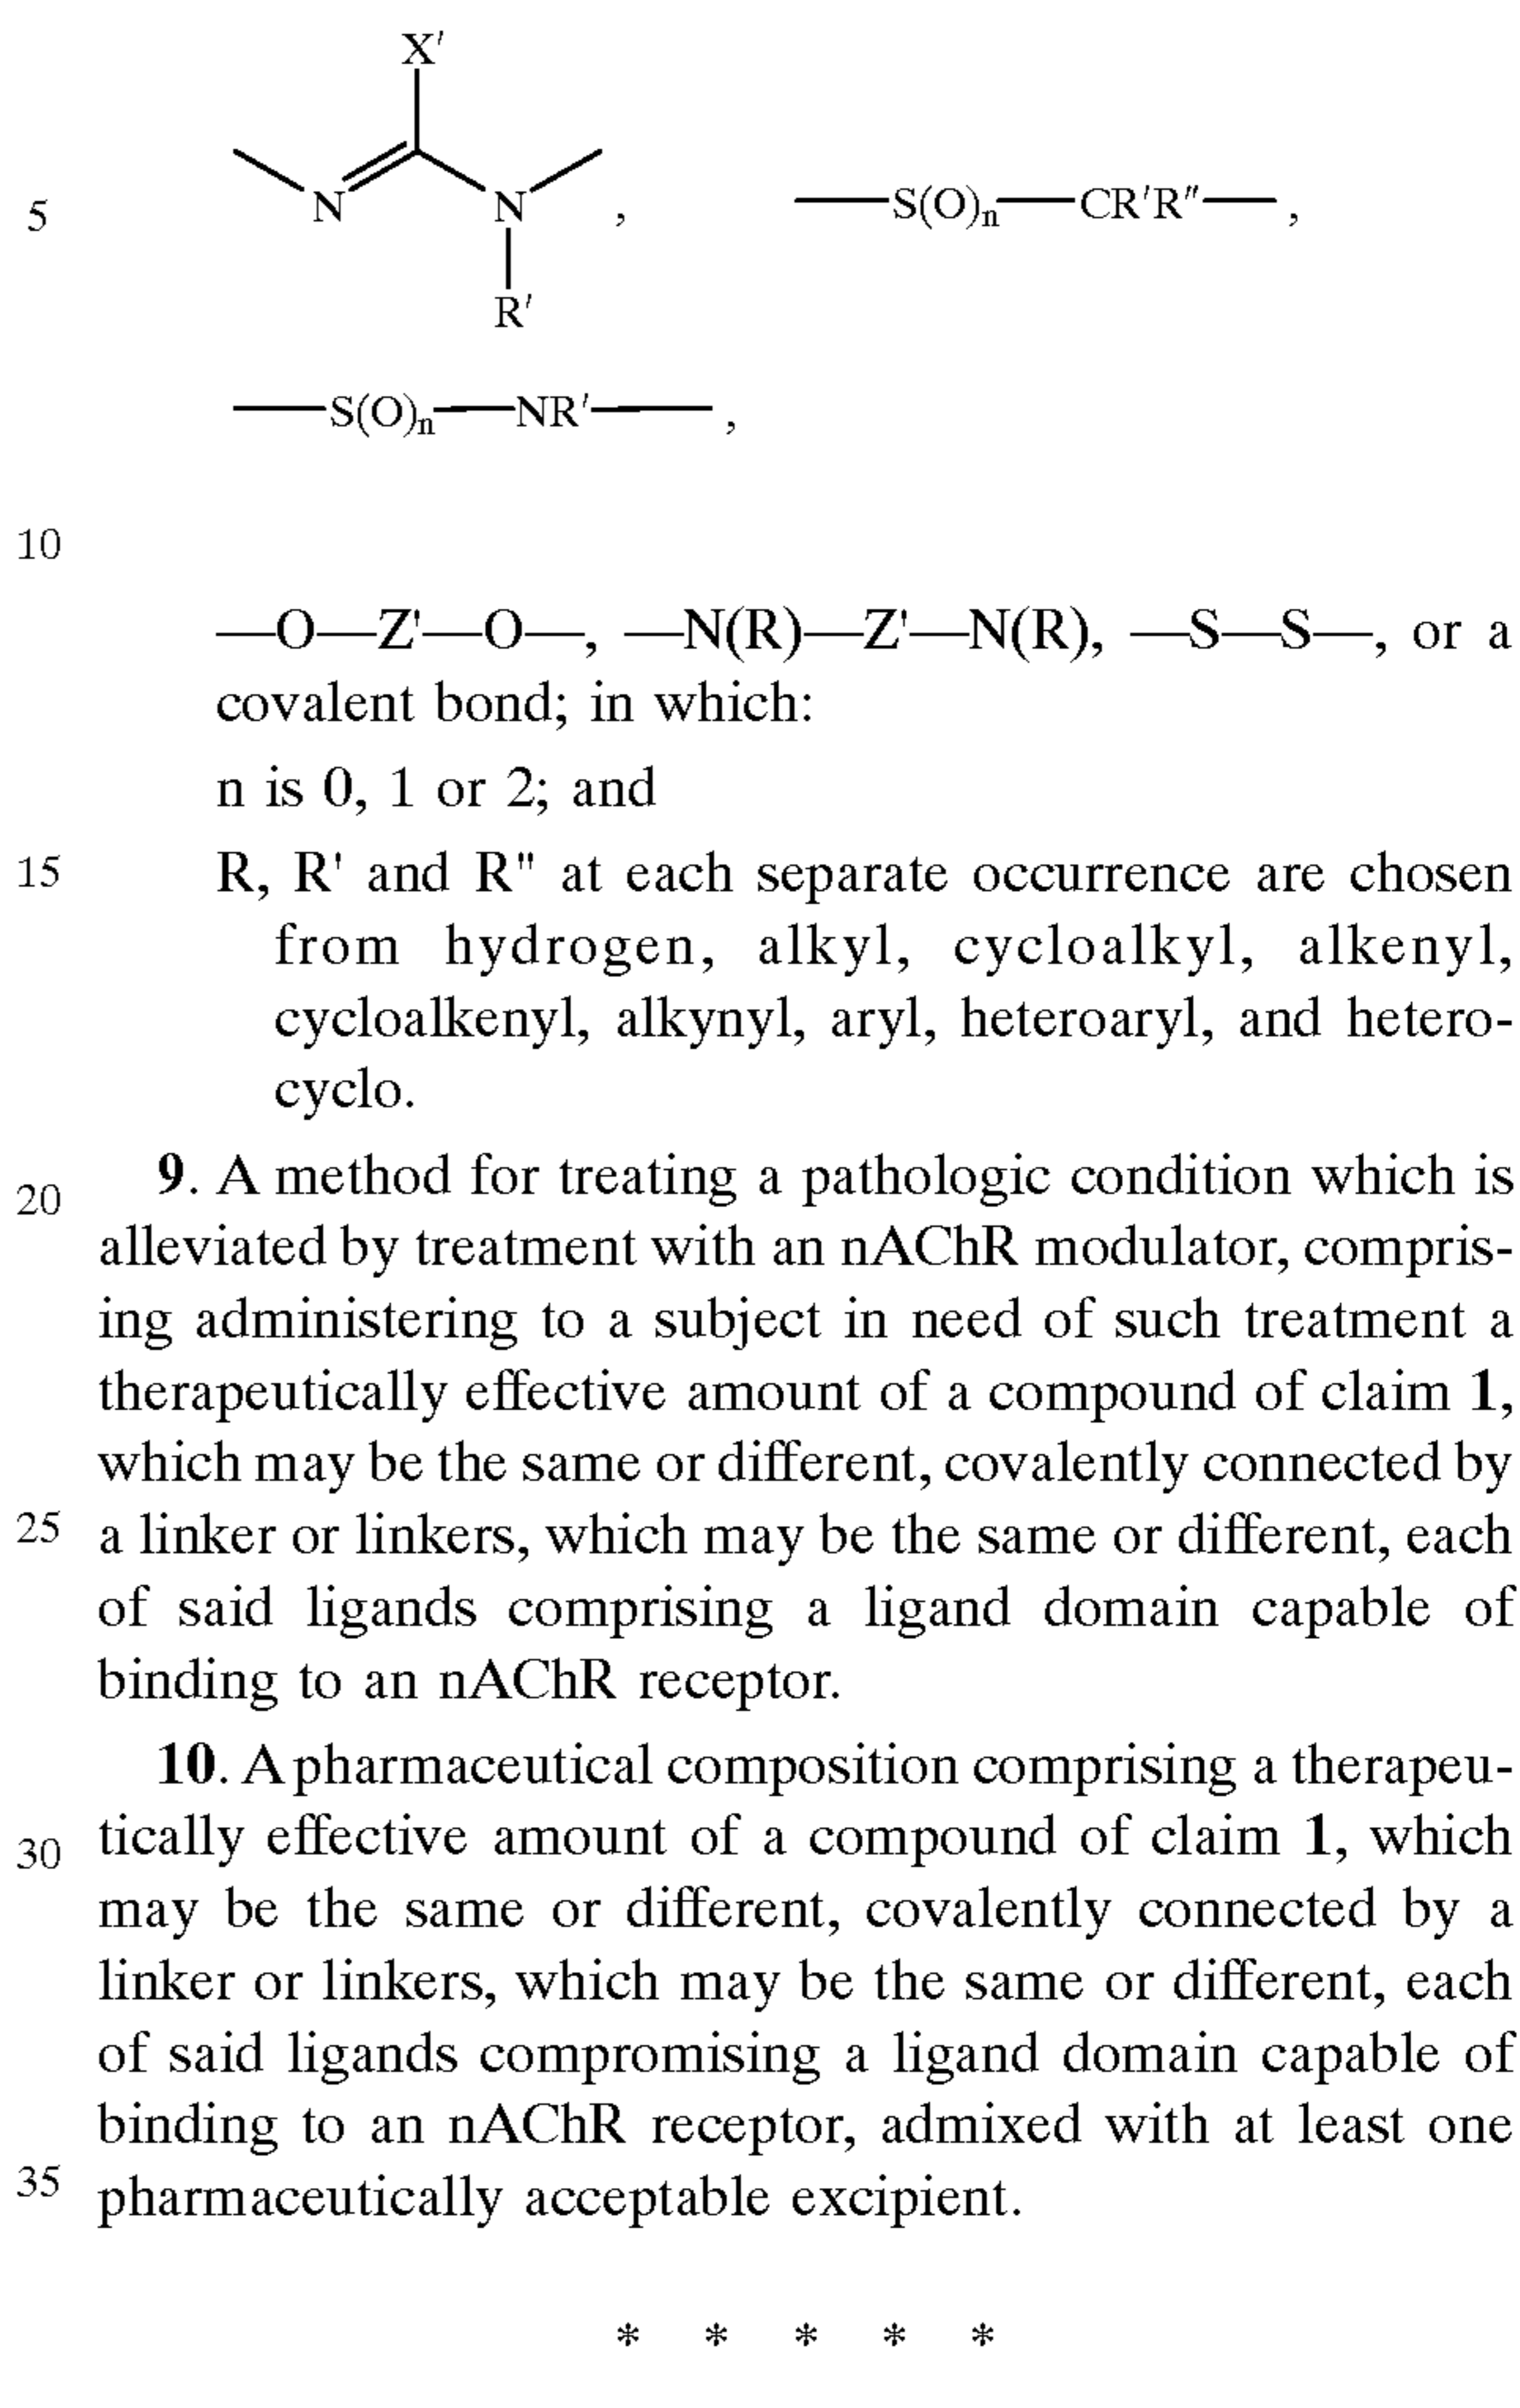 X'
5
N N , —S(O)n—CR'R"—,
R'
—S(O)n—NR'—,
10
—O—Z'—O—, —N(R)—Z'—N(R), —S—S—, or a
covalent bond; in which:
n is 0, 1 or 2; and
15 R, R' and R" at each separate occurrence are chosen
from hydrogen, alkyl, cycloalkyl, alkenyl,
cycloalkenyl, alkynyl, aryl, heteroaryl, and hetero-
cyclo.
9. A method for treating a pathologic condition which is
20
alleviated by treatment with an nAChR modulator, compris-
ing administering to a subject in need of such treatment a
therapeutically effective amount of a compound of claim 1,
which may be the same or different, covalently connected by
25 a linker or linkers, which may be the same or different, each
of said ligands comprising a ligand domain capable of
binding to an nAChR receptor.
10. A pharmaceutical composition comprising a therapeu-
30 tically effective amount of a compound of claim 1, which
may be the same or different, covalently connected by a
linker or linkers, which may be the same or different, each
of said ligands compromising a ligand domain capable of
binding to an nAChR receptor, admixed with at least one
35 pharmaceutically acceptable excipient.
* * * * *